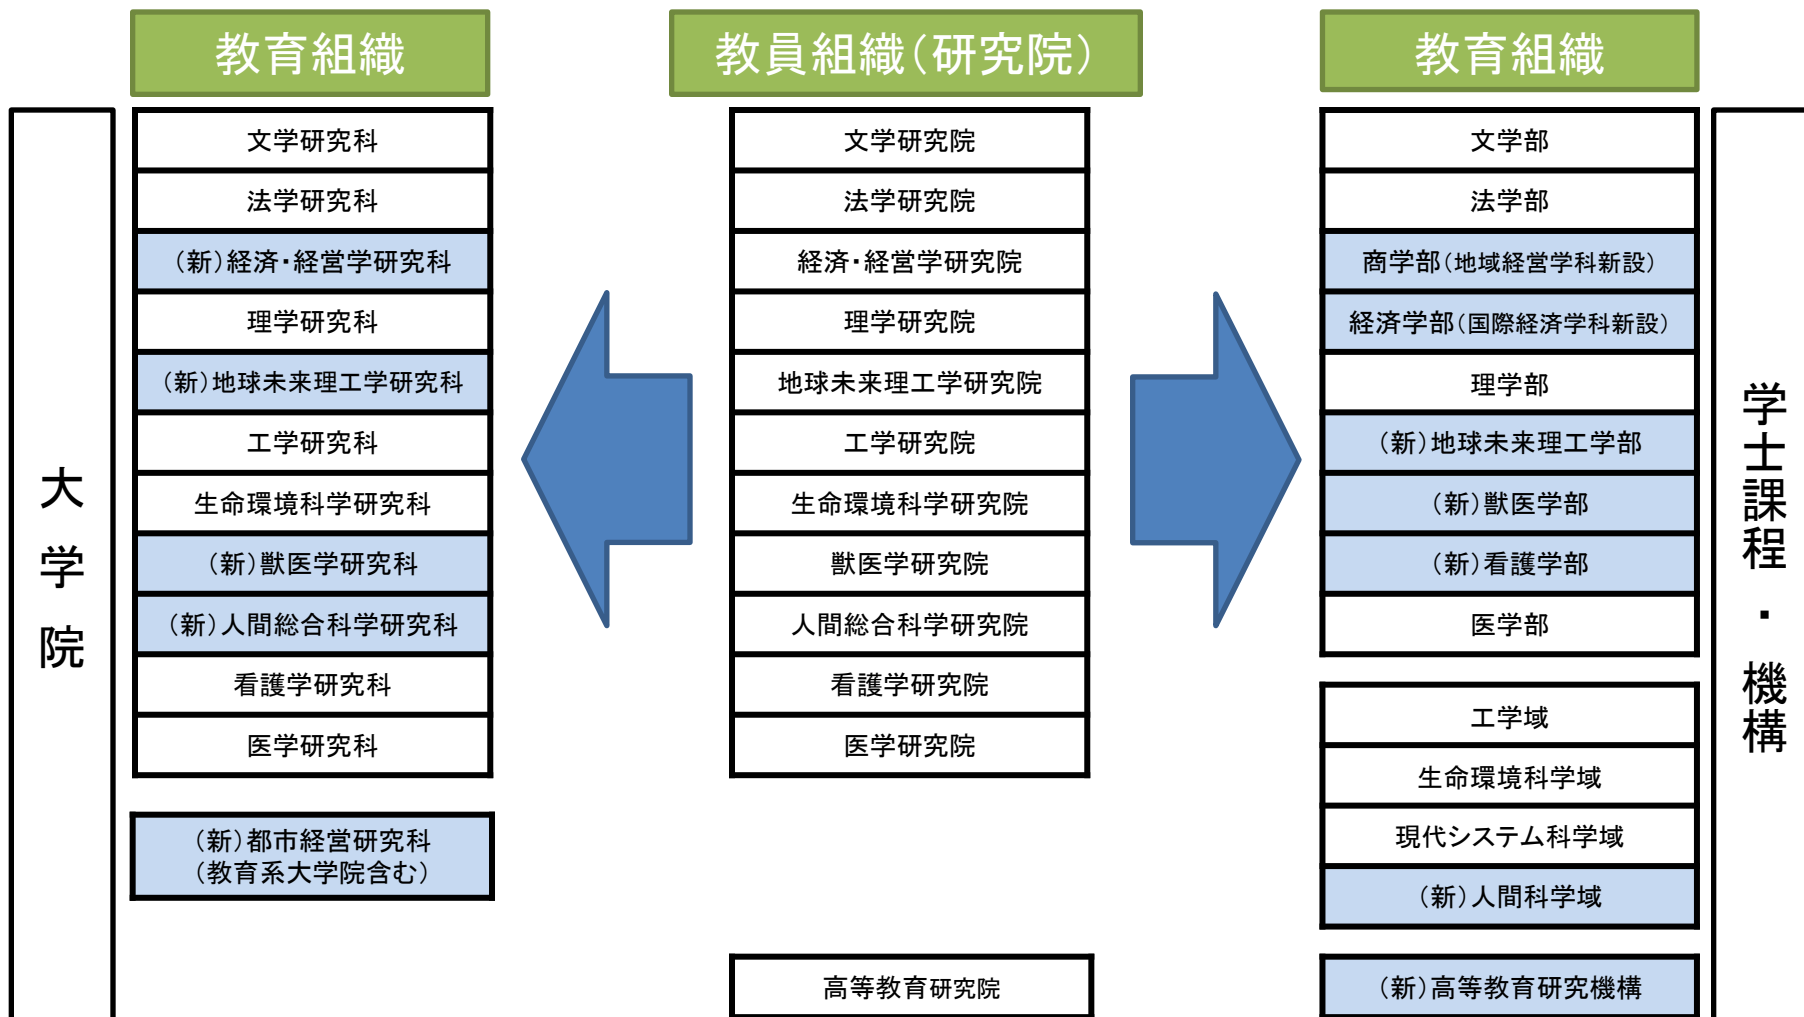 教育組織
教員組織(研究院)
教育組織
大学院
文学研究科
法学研究科
(新)経済・経営学研究科
理学研究科
(新)地球未来理工学研究科
工学研究科
生命環境科学研究科
(新)獣医学研究科
(新)人間総合科学研究科
看護学研究科
医学研究科
(新)都市経営研究科
(教育系大学院含む)
文学研究院
法学研究院
経済・経営学研究院
理学研究院
地球未来理工学研究院
工学研究院
生命環境科学研究院
獣医学研究院
人間総合科学研究院
看護学研究院
医学研究院
高等教育研究院
文学部
法学部
商学部(地域経営学科新設)
経済学部(国際経済学科新設)
理学部
(新)地球未来理工学部
(新)獣医学部
(新)看護学部
医学部
工学域
生命環境科学域
現代システム科学域
(新)人間科学域
(新)高等教育研究機構
学士課程・機構